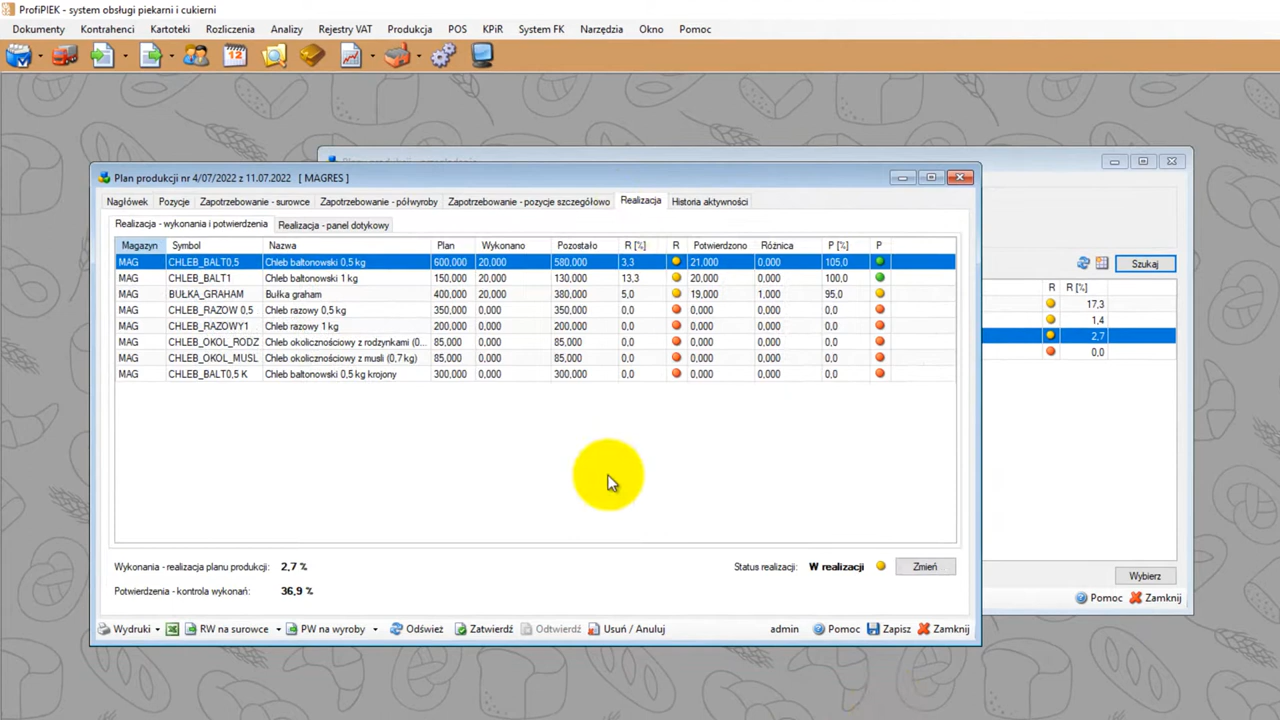 ProfiPIEK - system obsługi piekarni i cukierni
Dokumenty Kontrahenci Kartoteki Rozliczenia Analizy Rejestry VAT Produkcja POS KPiR System FK Narzędzia Okno Pomoc
12
Plan produkcji nr 4/07/2022 z 11.07.2022 [ MAGRES ]
Nagłówek Pozycje Zapotrzebowanie - surowce Zapotrzebowanie - półwyroby Zapotrzebowanie - pozycje szczegółowo Realizacja Historia aktywności
Realizacja - wykonania i potwierdzenia Realizacja - panel dotykowy
Magazyn Symbol Nazwa Plan Wykonano Pozostało R [%] R Potwierdzono Różnica P [%] P
MAG CHLEB_BALT0,5 Chleb bałtonowski 0,5 kg 600,000 20,000 580,000 3,3 21,000 0,000 105,0
MAG CHLEB_BALT1 Chleb bałtonowski 1 kg 150,000 20,000 130,000 13,3 20,000 0,000 100,0
MAG BUŁKA_GRAHAM Bułka graham 400,000 20,000 380,000 5,0 19,000 1,000 95,0
MAG CHLEB_RAZOW 0,5 Chleb razowy 0,5 kg 350,000 0,000 350,000 0,0 0,000 0,000 0,0
MAG CHLEB_RAZOWY1 Chleb razowy 1 kg 200,000 0,000 200,000 0,0 0,000 0,000 0,0
MAG CHLEB_OKOL_RODZ Chleb okolicznościowy z rodzynkami (0... 85,000 0,000 85,000 0,0 0,000 0,000 0,0
MAG CHLEB_OKOL_MUSL Chleb okolicznościowy z musli (0,7 kg) 85,000 0,000 85,000 0,0 0,000 0,000 0,0
MAG CHLEB_BALT0,5 K Chleb bałtonowski 0,5 kg krojony 300,000 0,000 300,000 0,0 0,000 0,000 0,0
Wykonania - realizacja planu produkcji: 2,7 %
Status realizacji: W realizacji Zmień
Potwierdzenia - kontrola wykonań: 36,9 %
Wydruki RW na surowce PW na wyroby Odśwież Zatwierdź Odtwierdź Usuń / Anuluj admin Pomoc Zapisz Zamknij
Szukaj
R R [%]
17,3
1,4
2,7
0,0
Wybierz
Pomoc Zamknij